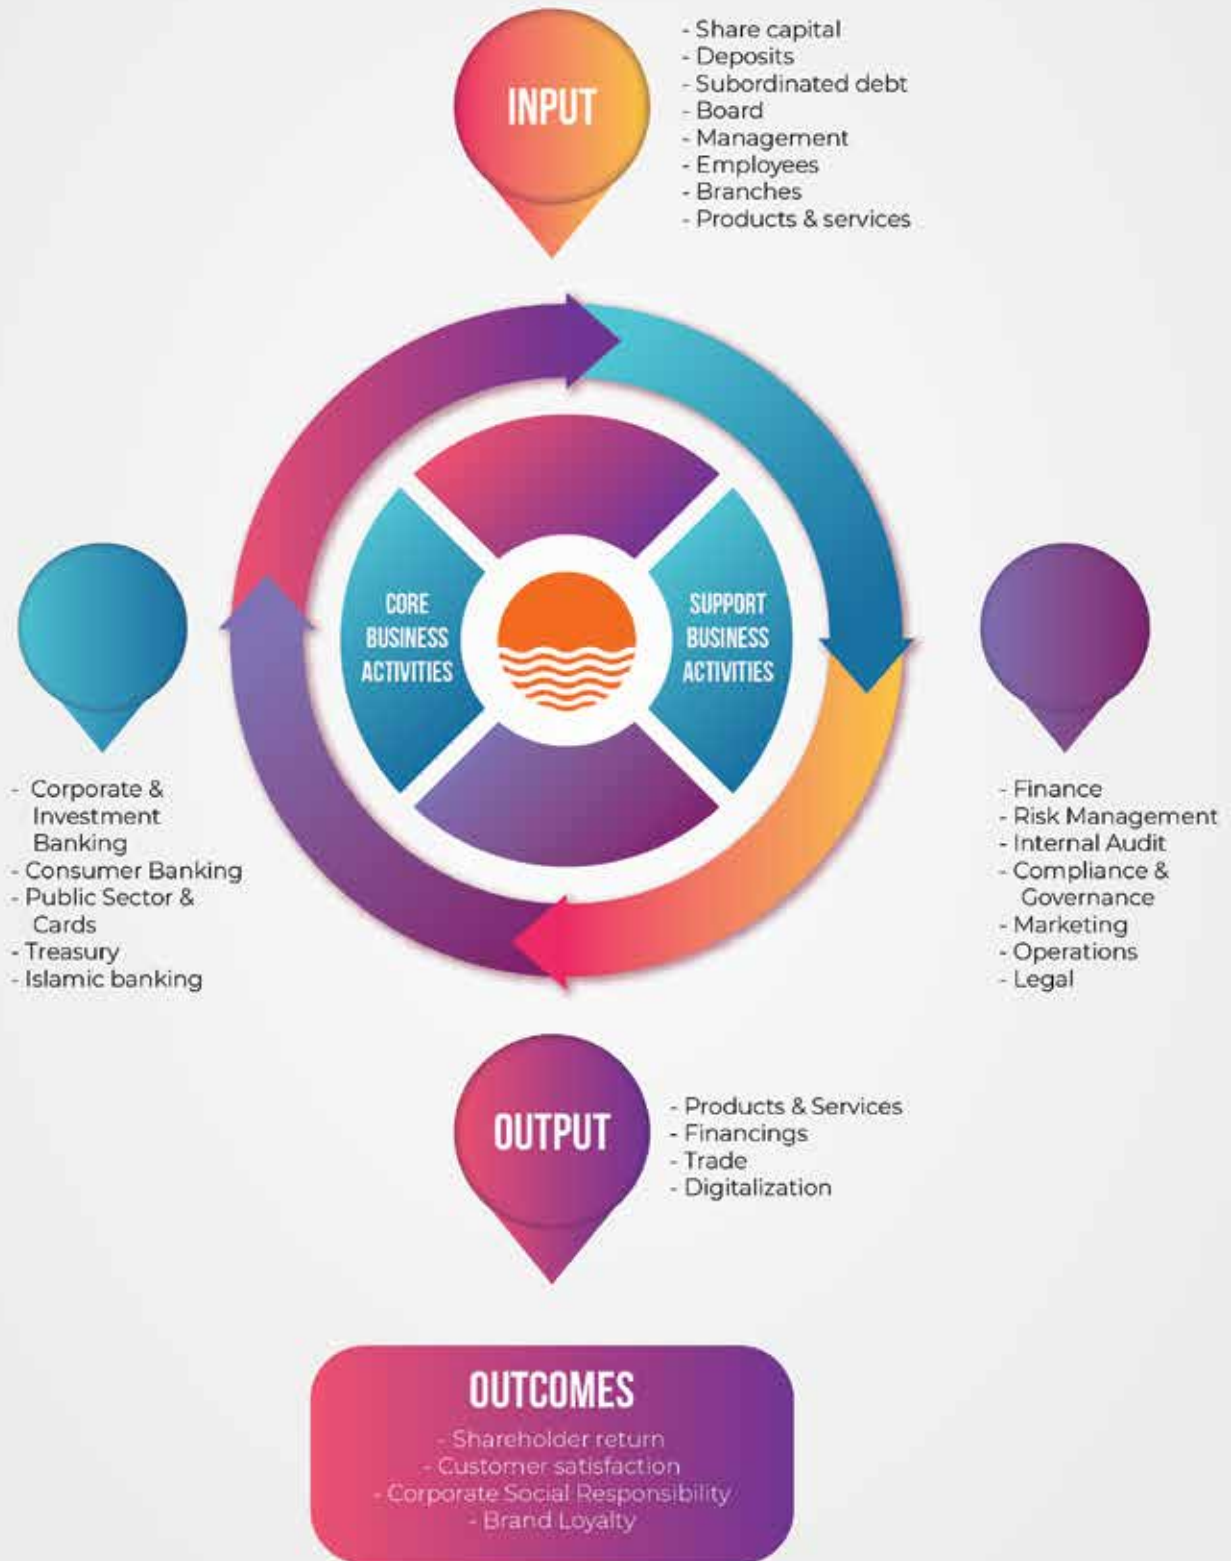 INPUT
- Share capital
- Deposits
- Subordinated debt
- Board
- Management
- Employees
- Branches
- Products & services
CORE
BUSINESS
ACTIVITIES
SUPPORT
BUSINESS
ACTIVITIES
- Corporate &
Investment
Banking
- Consumer Banking
- Public Sector &
Cards
- Treasury
- Islamic banking
- Finance
- Risk Management
- Internal Audit
- Compliance &
Governance
- Marketing
- Operations
- Legal
OUTPUT
- Products & Services
- Financings
- Trade
- Digitalization
OUTCOMES
- Shareholder return
- Customer satisfaction
- Corporate Social Responsibility
- Brand Loyalty